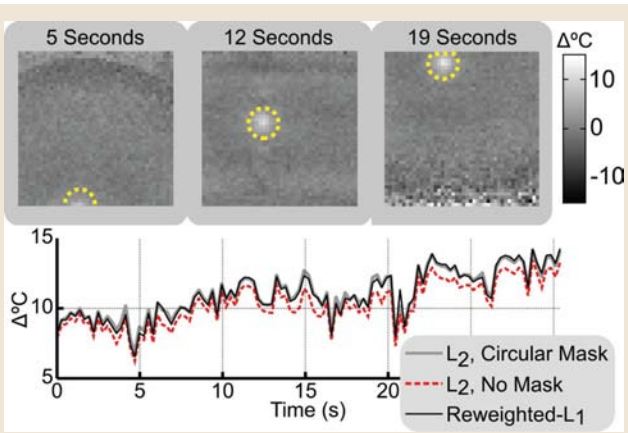 5 Seconds
12 Seconds
19 Seconds
Δ°C
10
0
-10
15
10
5
Δ°C
0
5
10
15
20
Time (s)
L2, Circular Mask
L2, No Mask
Reweighted-L1